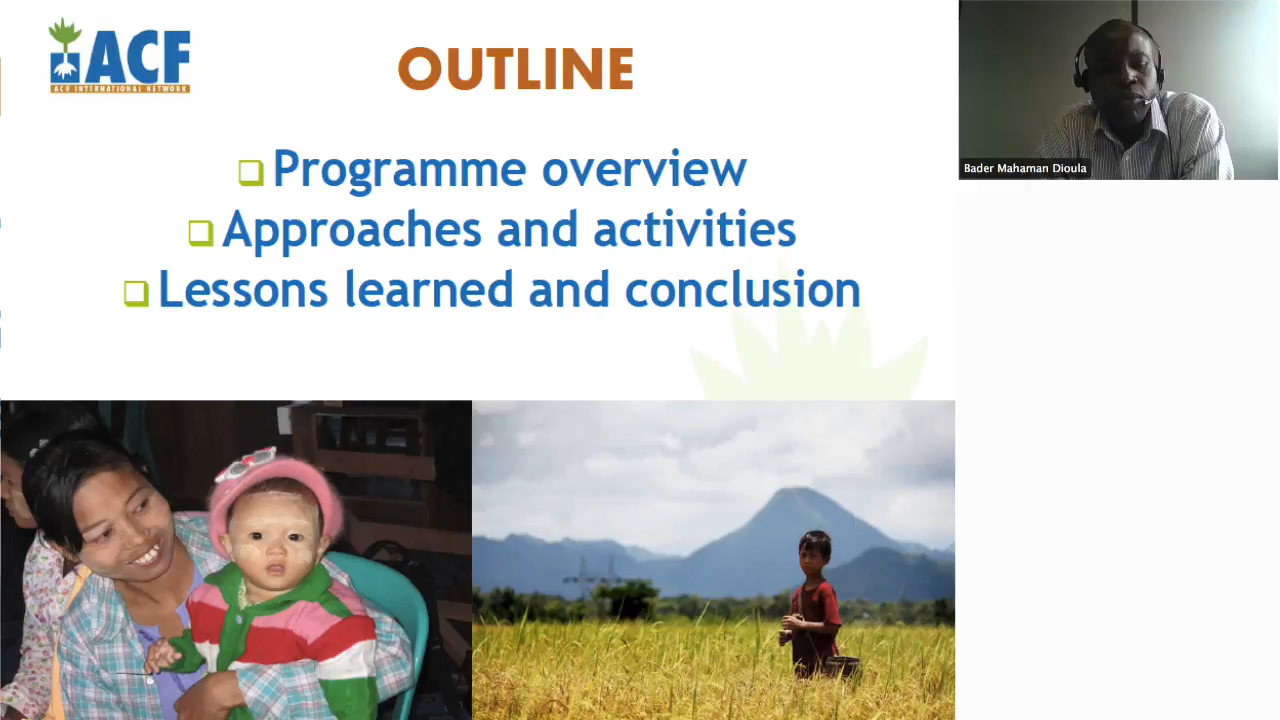 ACF
ACF INTERNATIONAL NETWORK
OUTLINE
Programme overview
Approaches and activities
Lessons learned and conclusion
Bader Mahaman Dioula